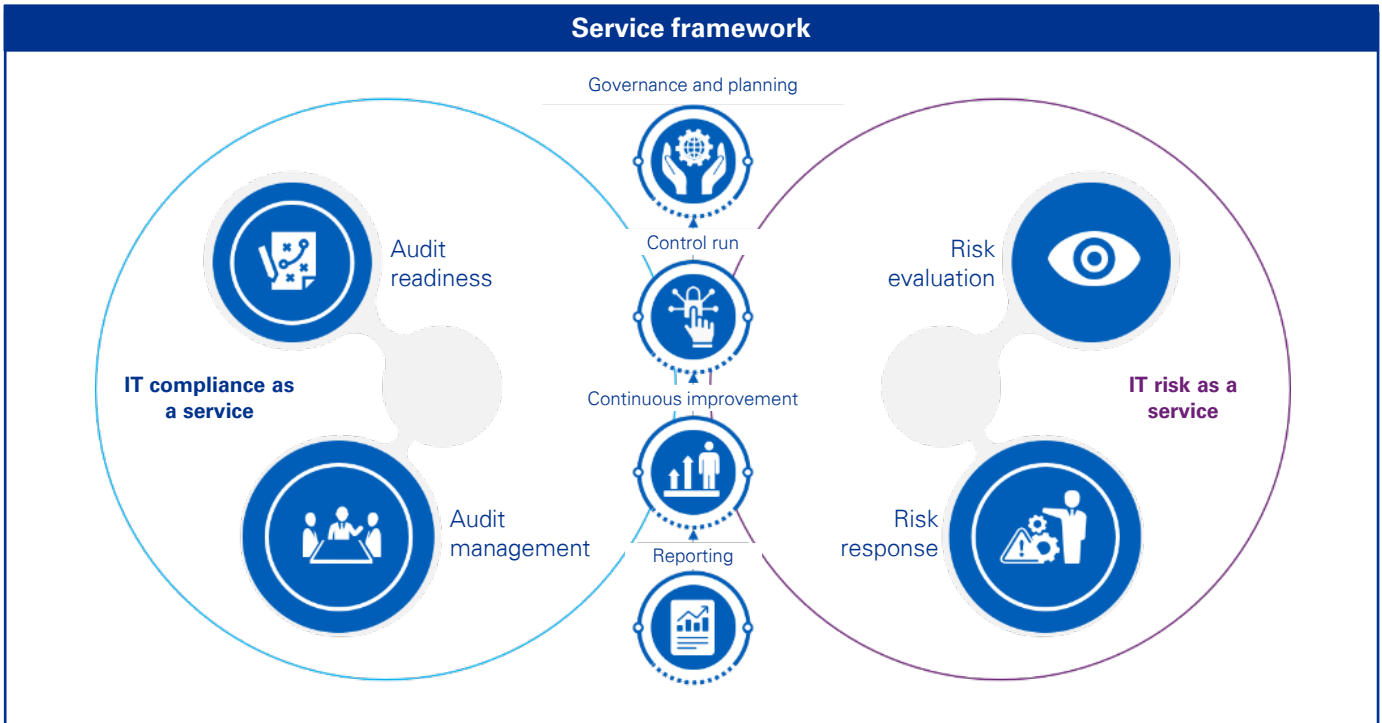 Service framework
Governance and planning
Control run
Continuous improvement
Reporting
Audit
readiness
IT compliance as
a service
Audit
management
Risk
evaluation
IT risk as a
service
Risk
response